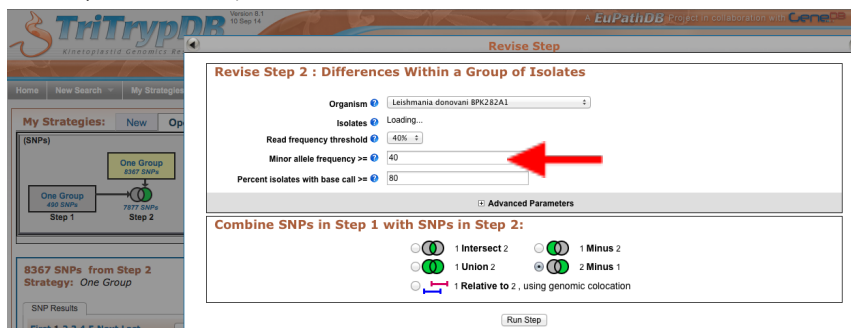 TriTrypDB
Version 8.1
10 Sep 14
Kinetoplastid Genomics Re
A EuPathDB Project in collaboration with GeneDB
Revise Step
Home New Search My Strategies
My Strategies: New Ope
(SNPs)
One Group
8367 SNPs
One Group
490 SNPs
7877 SNPs
Step 1 Step 2
8367 SNPs from Step 2
Strategy: One Group
SNP Results
First 1 2 3 4 5 Next Last
Revise Step 2 : Differences Within a Group of Isolates
Organism Leishmania donovani BPK282A1
Isolates Loading...
Read frequency threshold 40%
Minor allele frequency >= 40
Percent isolates with base call >= 80
Advanced Parameters
Combine SNPs in Step 1 with SNPs in Step 2:
1 Intersect 2 1 Minus 2
1 Union 2 2 Minus 1
1 Relative to 2 , using genomic colocation
Run Step